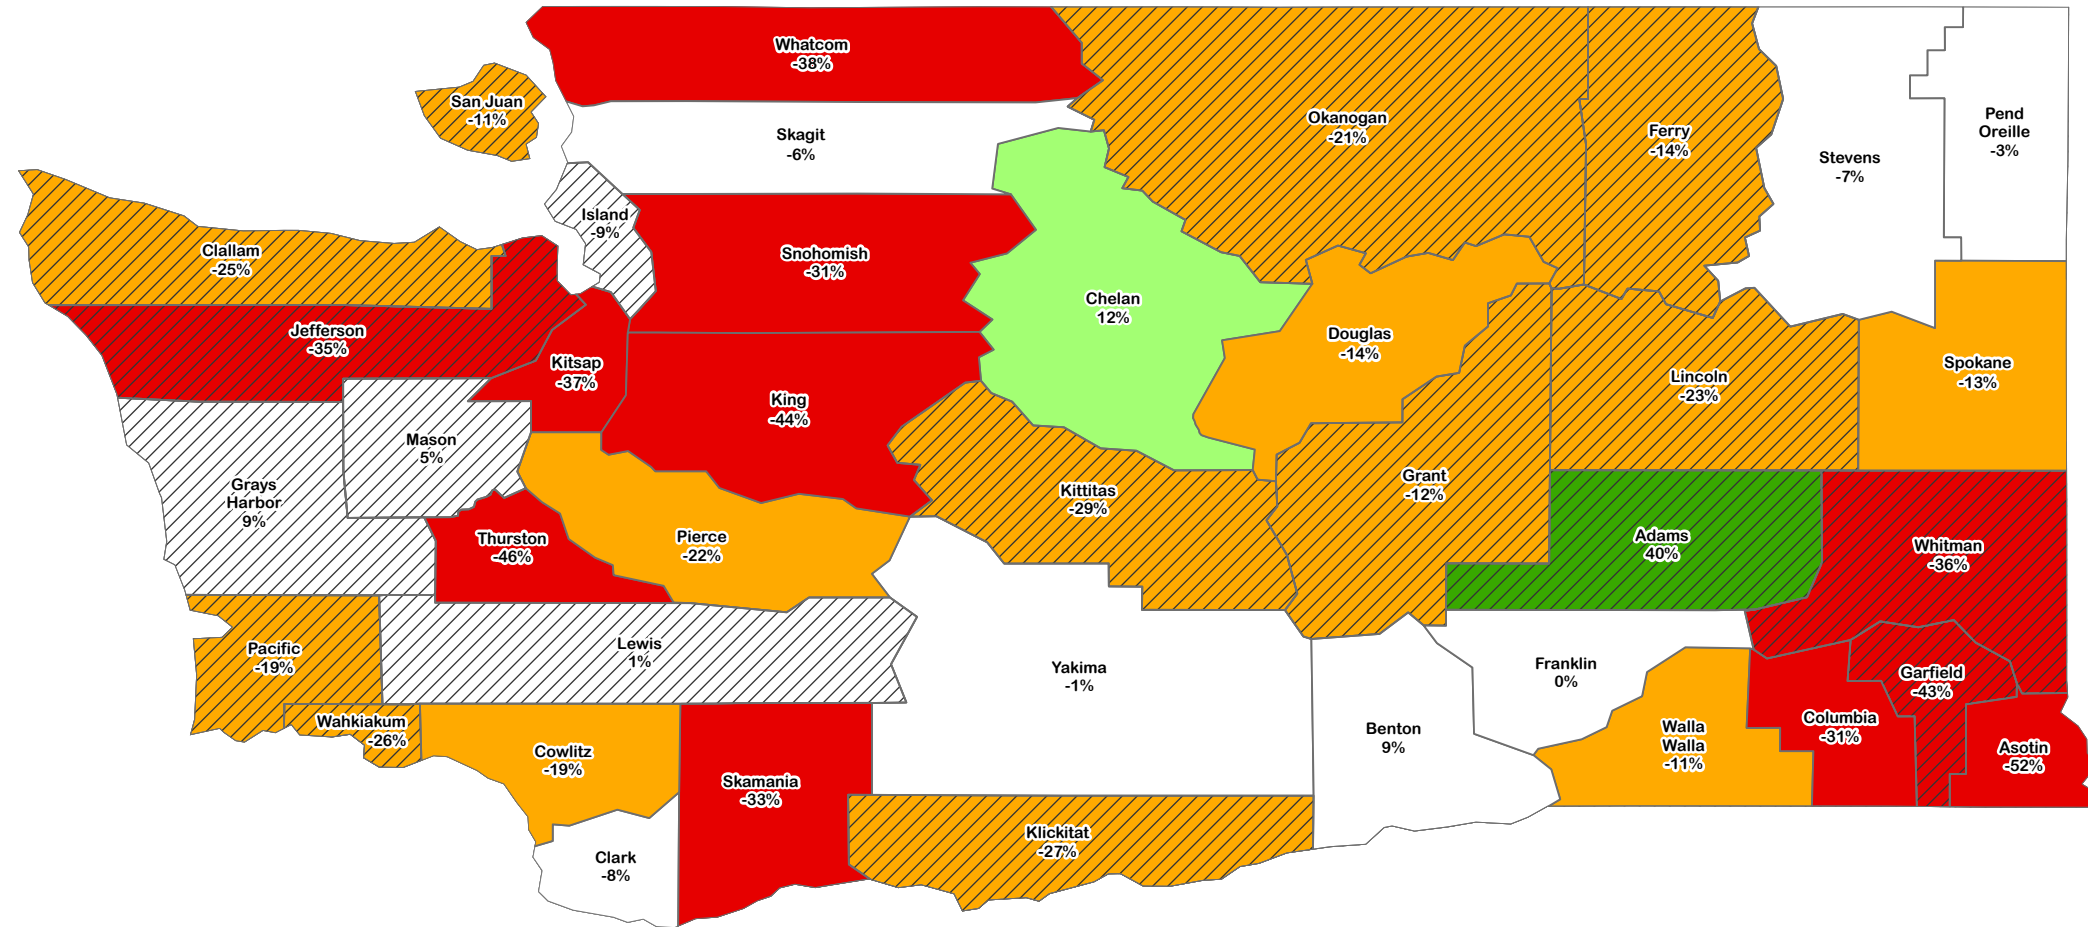 Whatcom
-38%
San Juan
-11%
Skagit
-6%
Okanogan
-21%
Ferry
-14%
Stevens
-7%
Pend
Oreille
-3%
Island
-9%
Clallam
-25%
Snohomish
-31%
Chelan
12%
Jefferson
-35%
Kitsap
-37%
King
-44%
Douglas
-14%
Lincoln
-23%
Spokane
-13%
Mason
5%
Grays
Harbor
9%
Kittitas
-29%
Grant
-12%
Thurston
-46%
Pierce
-22%
Adams
40%
Whitman
-36%
Pacific
-19%
Lewis
1%
Yakima
-1%
Franklin
0%
Garfield
-43%
Wahkiakum
-26%
Cowlitz
-19%
Skamania
-33%
Benton
9%
Walla
Walla
-11%
Columbia
-31%
Asotin
-52%
Klickitat
-27%
Clark
-8%